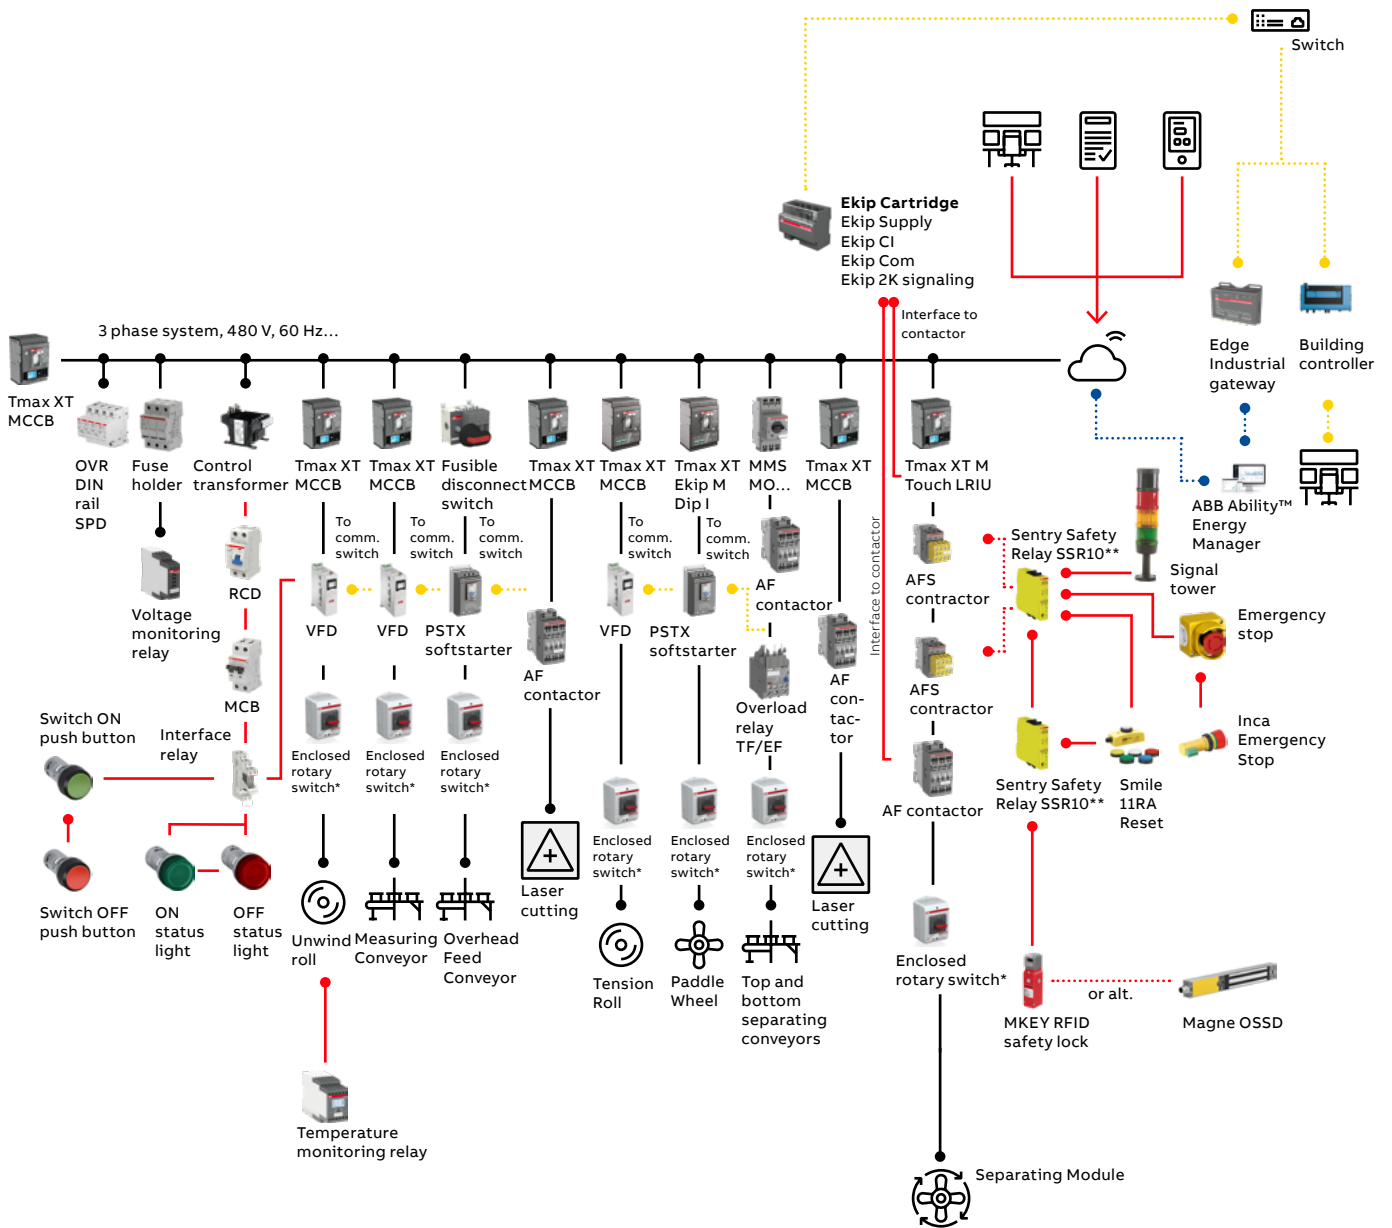 Switch
Ekip Cartridge
Ekip Supply
Ekip CI
Ekip Com
Ekip 2K signaling
Interface to
contactor
3 phase system, 480 V, 60 Hz...
Edge
Industrial
gateway
Building
controller
Tmax XT
MCCB
OVR
DIN
rail
SPD
Fuse
holder
Control
transformer
Tmax XT
MCCB
Tmax XT
MCCB
Fusible
disconnect
switch
Tmax XT
MCCB
Tmax XT
MCCB
Tmax XT
Ekip M
Dip I
MMS
MO...
Tmax XT
MCCB
Tmax XT M
Touch LRIU
ABB Ability™
Energy
Manager
To
comm.
switch
To
comm.
switch
To
comm.
switch
To
comm.
switch
To
comm.
switch
Interface to contactor
Sentry Safety
Relay SSR10**
Signal
tower
RCD
Voltage
monitoring
relay
VFD
VFD
PSTX
softstarter
AF
contactor
VFD
PSTX
softstarter
AF
contactor
AFS
contractor
Emergency
stop
MCB
Overload
relay
TF/EF
AF
con-
tac-
tor
AFS
contractor
Switch ON
push button
Interface
relay
Enclosed
rotary
switch*
Enclosed
rotary
switch*
Enclosed
rotary
switch*
Inca
Emergency
Stop
Sentry Safety
Relay SSR10**
Smile
11RA
Reset
AF contactor
Enclosed
rotary
switch*
Enclosed
rotary
switch*
Enclosed
rotary
switch*
Switch OFF
push button
ON
status
light
OFF
status
light
Unwind
roll
Measuring
Conveyor
Overhead
Feed
Conveyor
Laser
cutting
Laser
cutting
Tension
Roll
Paddle
Wheel
Top and
bottom
separating
conveyors
Enclosed
rotary switch*
or alt.
MKEY RFID
safety lock
Magne OSSD
Temperature
monitoring relay
Separating Module